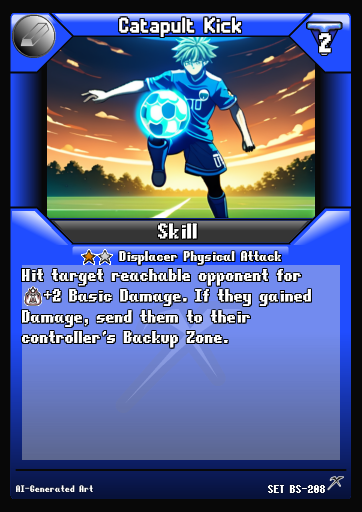 Catapult Kick
2
Skill
Displacer Physical Attack
Hit target reachable opponent for
+2 Basic Damage. If they gained
Damage, send them to their
controller's Backup Zone.
AI-Generated Art
SET BS-208